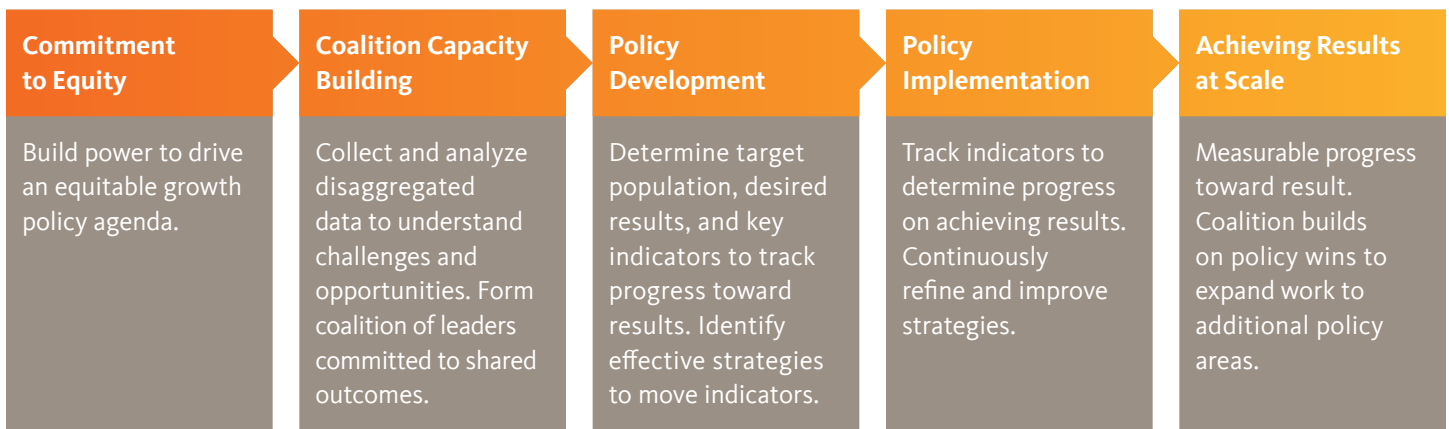 Commitment
to Equity
Build power to drive
an equitable growth
policy agenda.
Coalition Capacity
Building
Collect and analyze
disaggregated
data to understand
challenges and
opportunities. Form
coalition of leaders
committed to shared
outcomes.
Policy
Development
Determine target
population, desired
results, and key
indicators to track
progress toward
results. Identify
effective strategies
to move indicators.
Policy
Implementation
Track indicators to
determine progress
on achieving results.
Continuously
refine and improve
strategies.
Achieving Results
at Scale
Measurable progress
toward result.
Coalition builds
on policy wins to
expand work to
additional policy
areas.